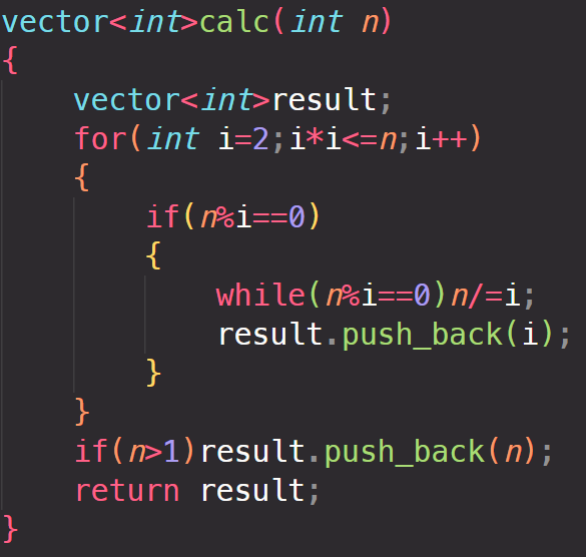 vector<int>calc(int n)
{
    vector<int>result;
    for(int i=2;i*i<=n;i++)
    {
        if(n%i==0)
        {
            while(n%i==0)n/=i;
            result.push_back(i);
        }
    }
    if(n>1)result.push_back(n);
    return result;
}